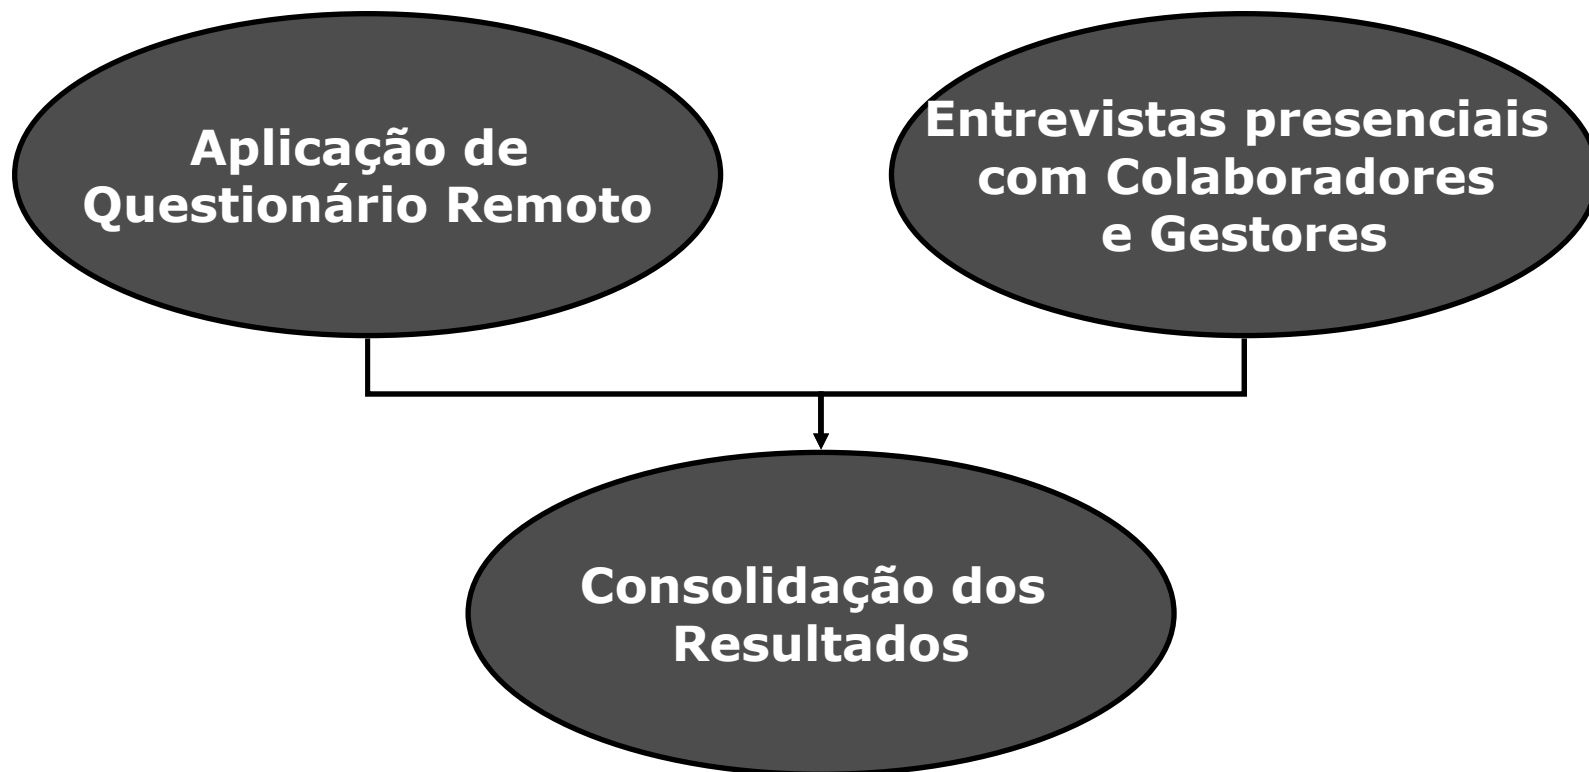 Aplicação de
Questionário Remoto
Entrevistas presenciais
com Colaboradores
e Gestores
Consolidação dos
Resultados